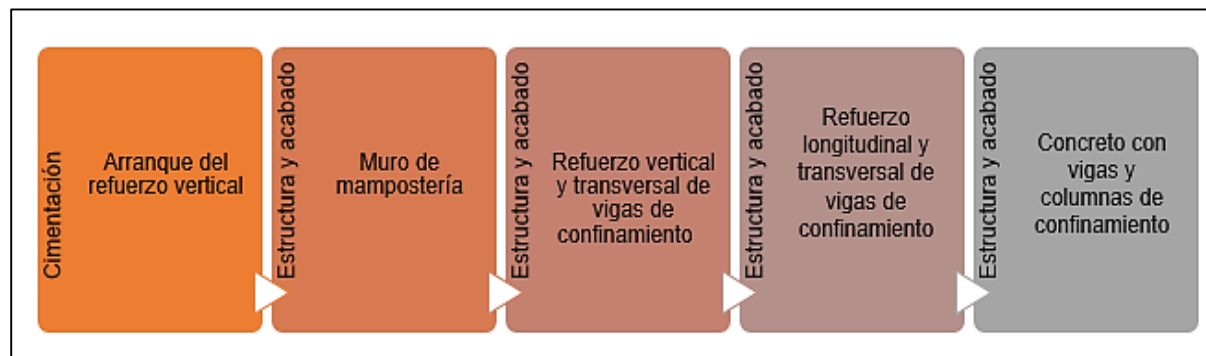 Cimentación
Arranque del
refuerzo vertical
Estructura y acabado
Muro de
mampostería
Estructura y acabado
Refuerzo vertical
y transversal de
vigas de
confinamiento
Estructura y acabado
Refuerzo
longitudinal y
transversal de
vigas de
confinamiento
Estructura y acabado
Concreto con
vigas y
columnas de
confinamiento